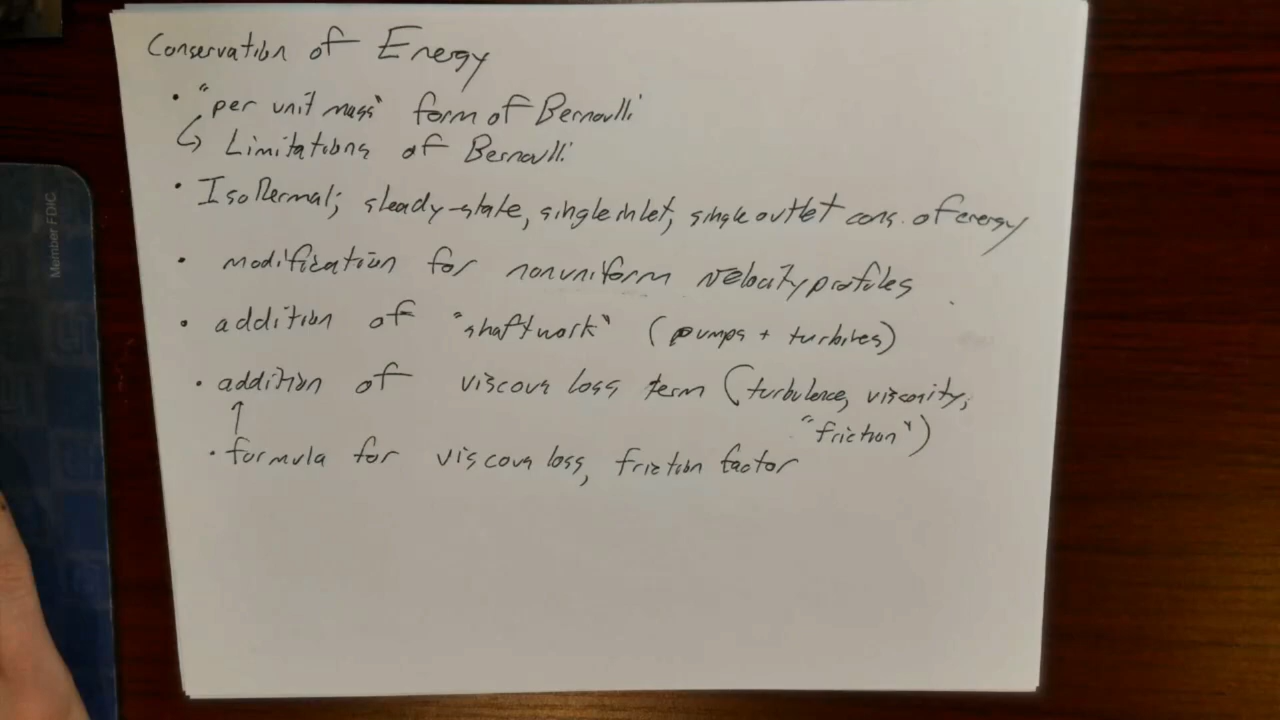 Conservation of Energy
• "per unit mass" form of Bernoulli
↳ Limitations of Bernoulli
• Isothermal, steady-state, single inlet, single outlet cons. of energy
• modification for nonuniform velocity profiles
• addition of "shaft work" (pumps + turbines)
• addition of viscous loss term (turbulence, viscosity,
"friction")
↑
• formula for viscous loss, friction factor
Member FDIC